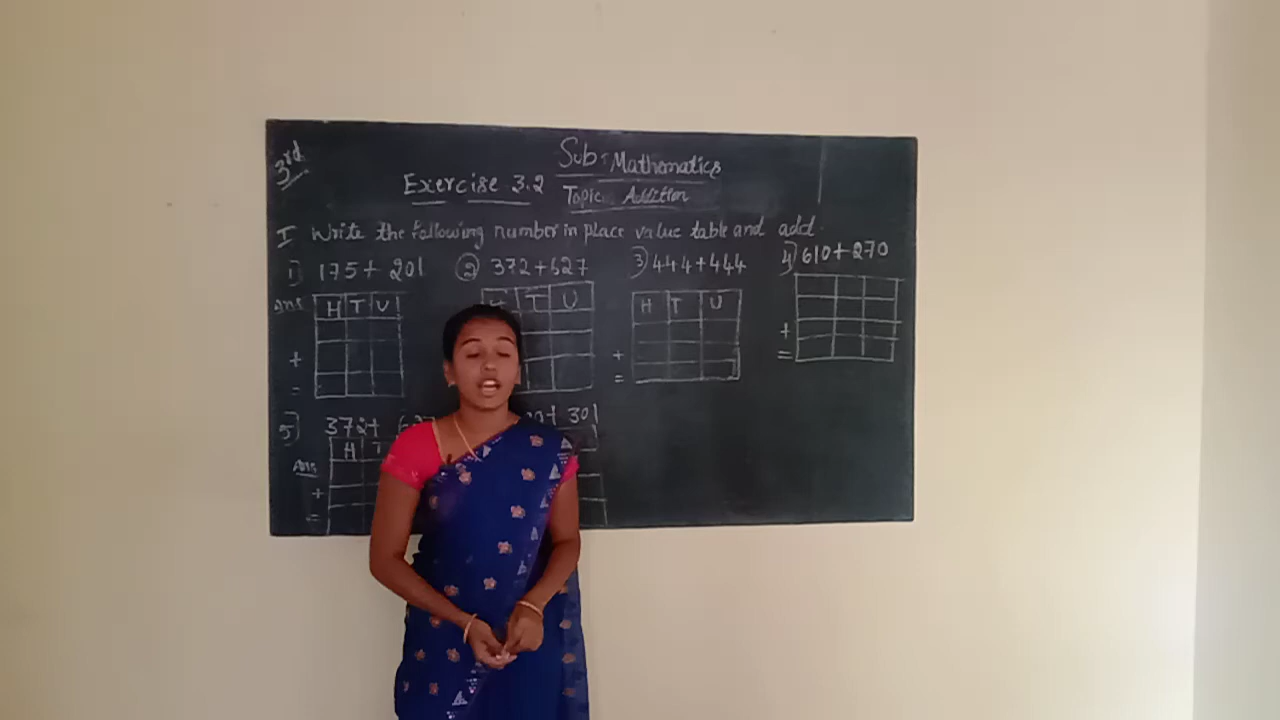 3rd
Sub: Mathematics
Exercise 3.2
Topic Addition
I Write the following number in place value table and add.
1) 175+ 201 2) 372+627 3) 444+444 4) 610+270
Ans H T U T U H T U
+ + +
= = =
5) 372+ + 301
H T
Ans
+
=